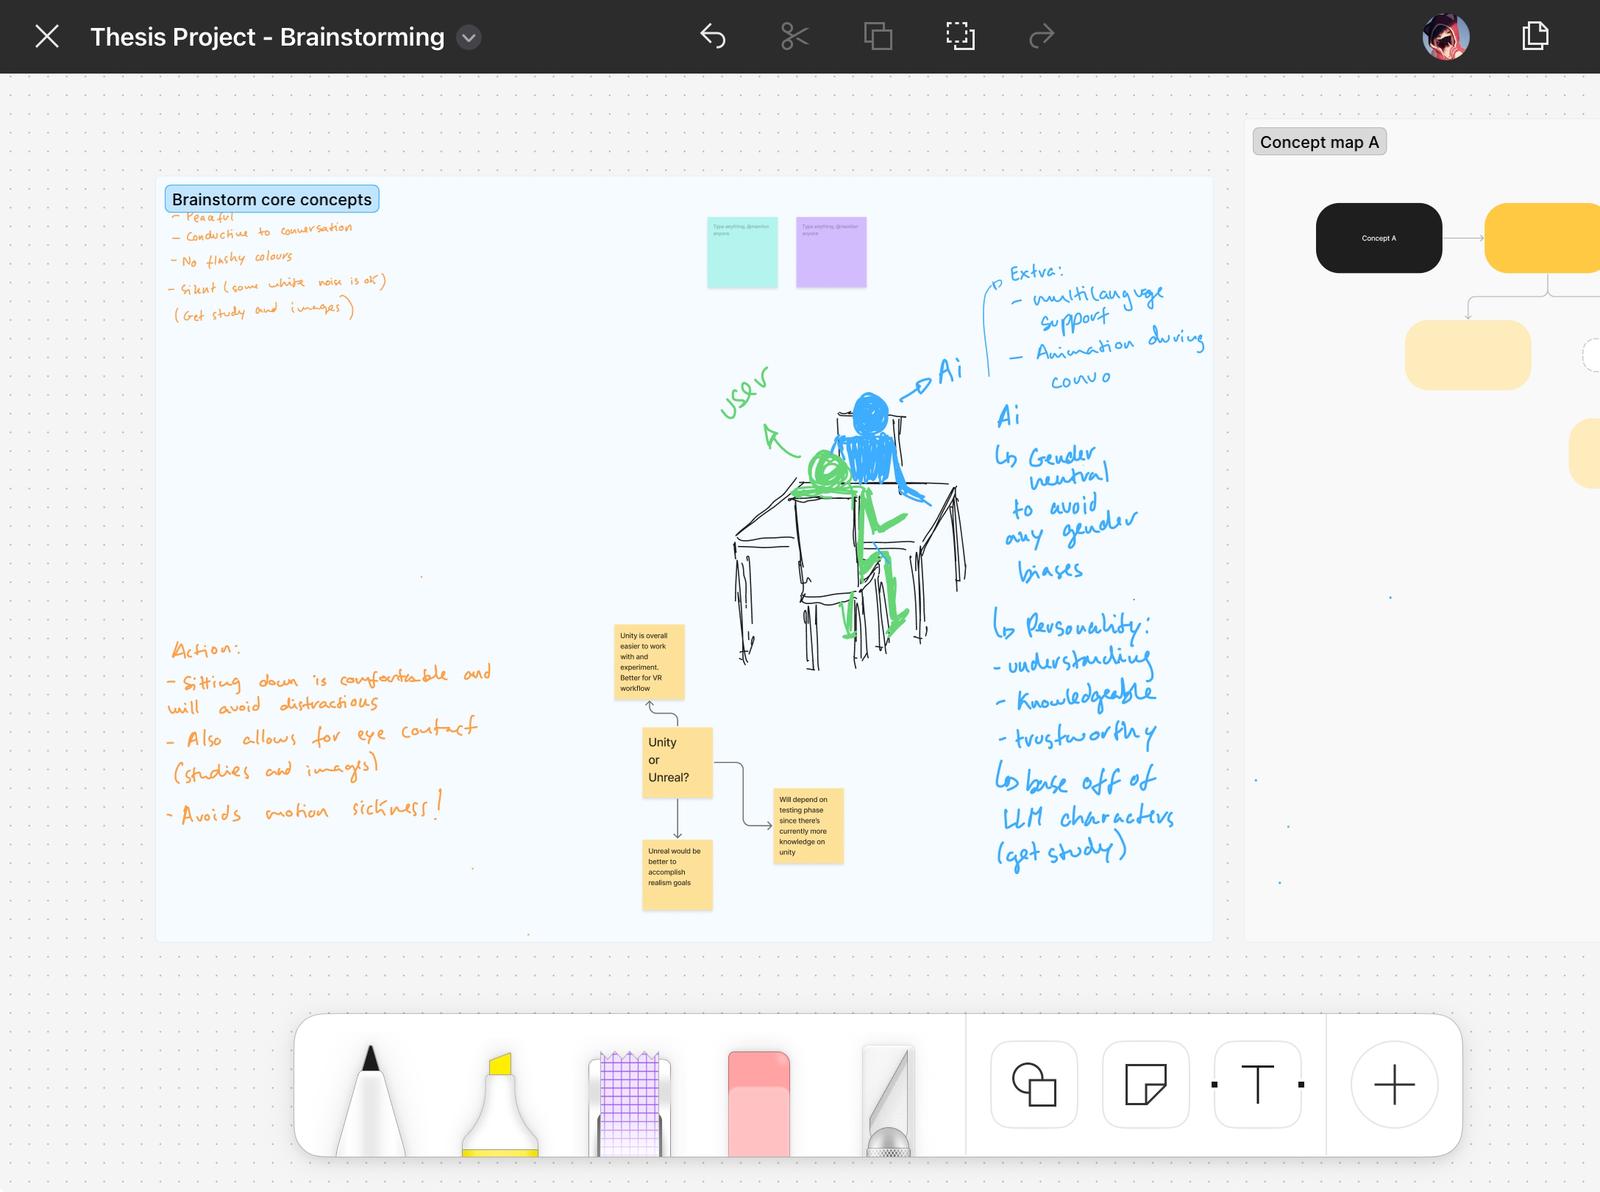 Thesis Project - Brainstorming
Brainstorm core concepts
- Peaceful
- Conductive to conversation
- No flashy colours
- Silent (some white noise is ok)
(Get study and images)
Action:
- Sitting down is comfortable and
will avoid distractions
- Also allows for eye contact
(studies and images)
- Avoids motion sickness!
Type anything, @mention
anyone
Type anything, @mention
anyone
user
Ai
Unity is overall
easier to work
with and
experiment.
Better for VR
workflow
Unity
or
Unreal?
Will depend on
testing phase
since there's
currently more
knowledge on
unity
Unreal would be
better to
accomplish
realism goals
Extra:
- multilanguage
support
- Animation during
convo
Ai
Gender
neutral
to avoid
any gender
biases
Personality:
- understanding
- Knowledgeable
- trustworthy
base off of
LLM characters
(get study)
Concept map A
Concept A
T